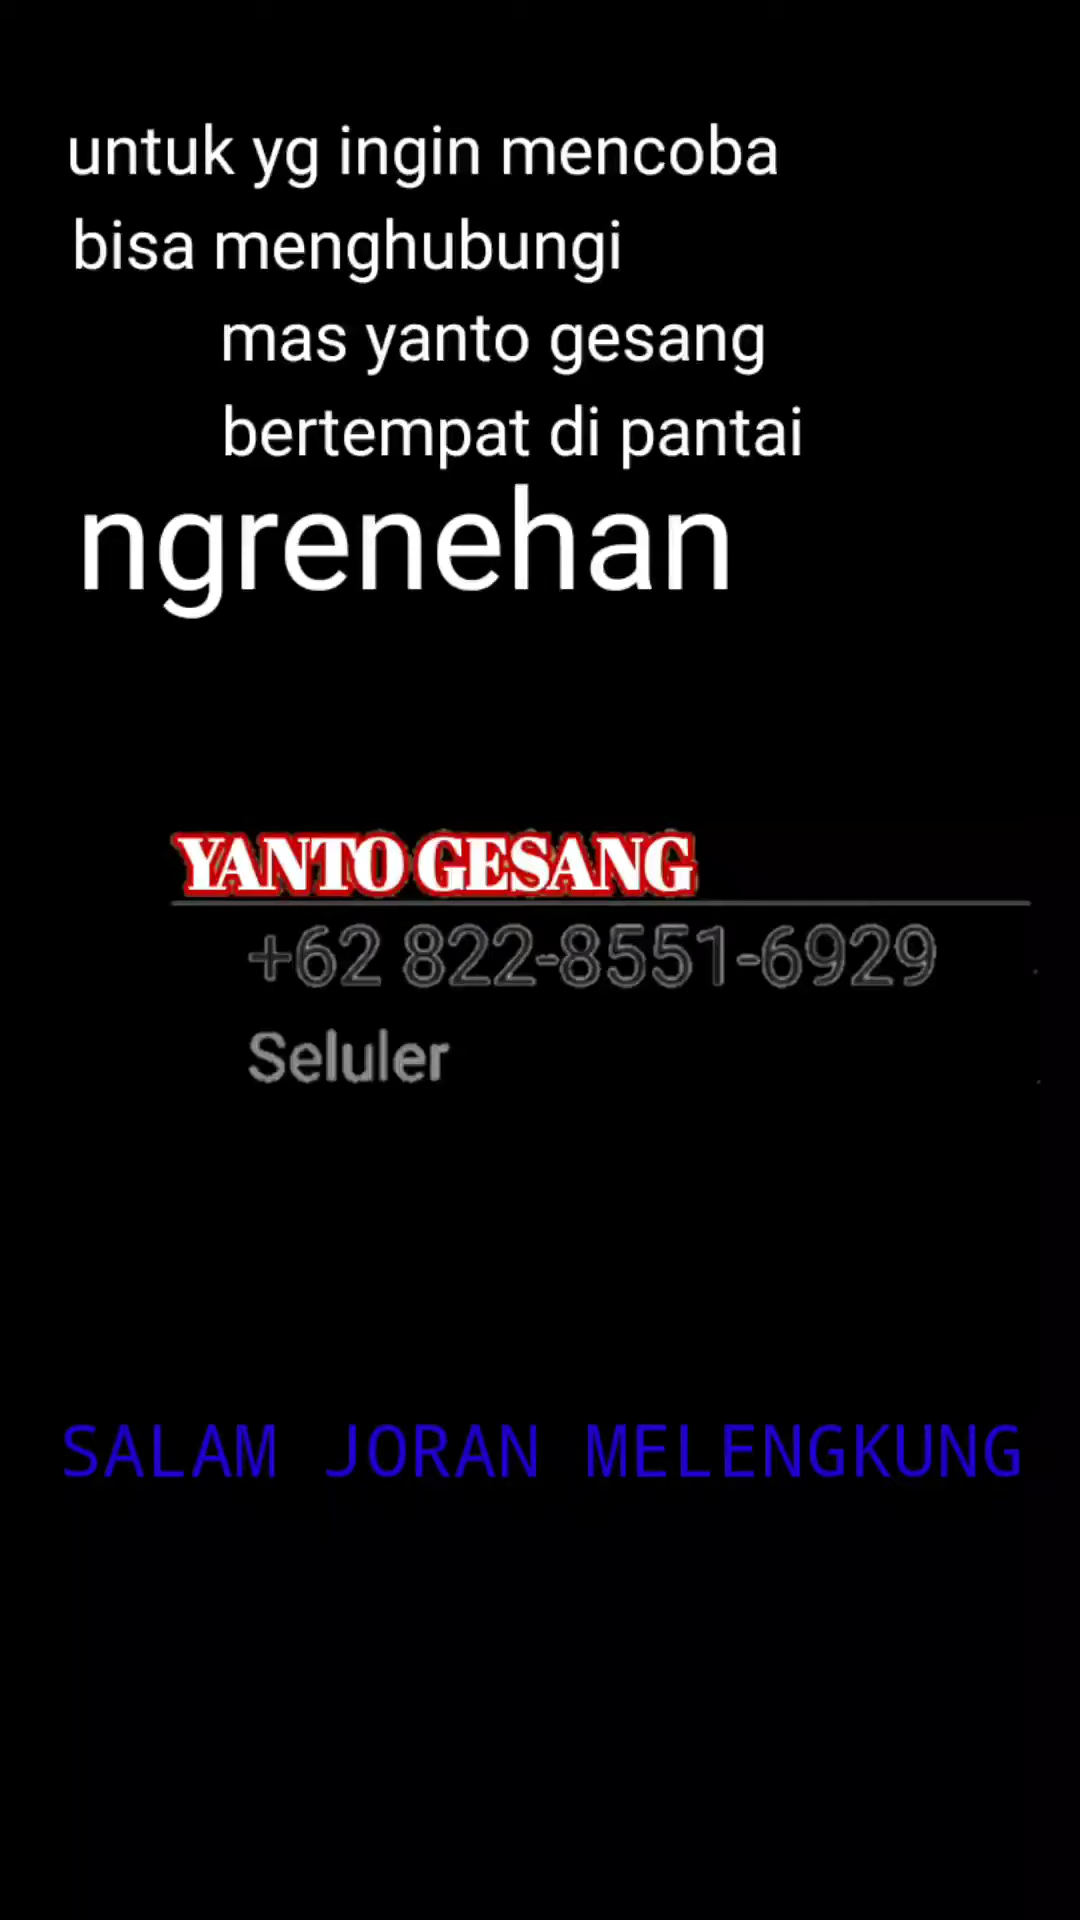 untuk yg ingin mencoba
bisa menghubungi
mas yanto gesang
bertempat di pantai
ngrenehan
YANTO GESANG
+62 822-8551-6929
Seluler
SALAM JORAN MELENGKUNG